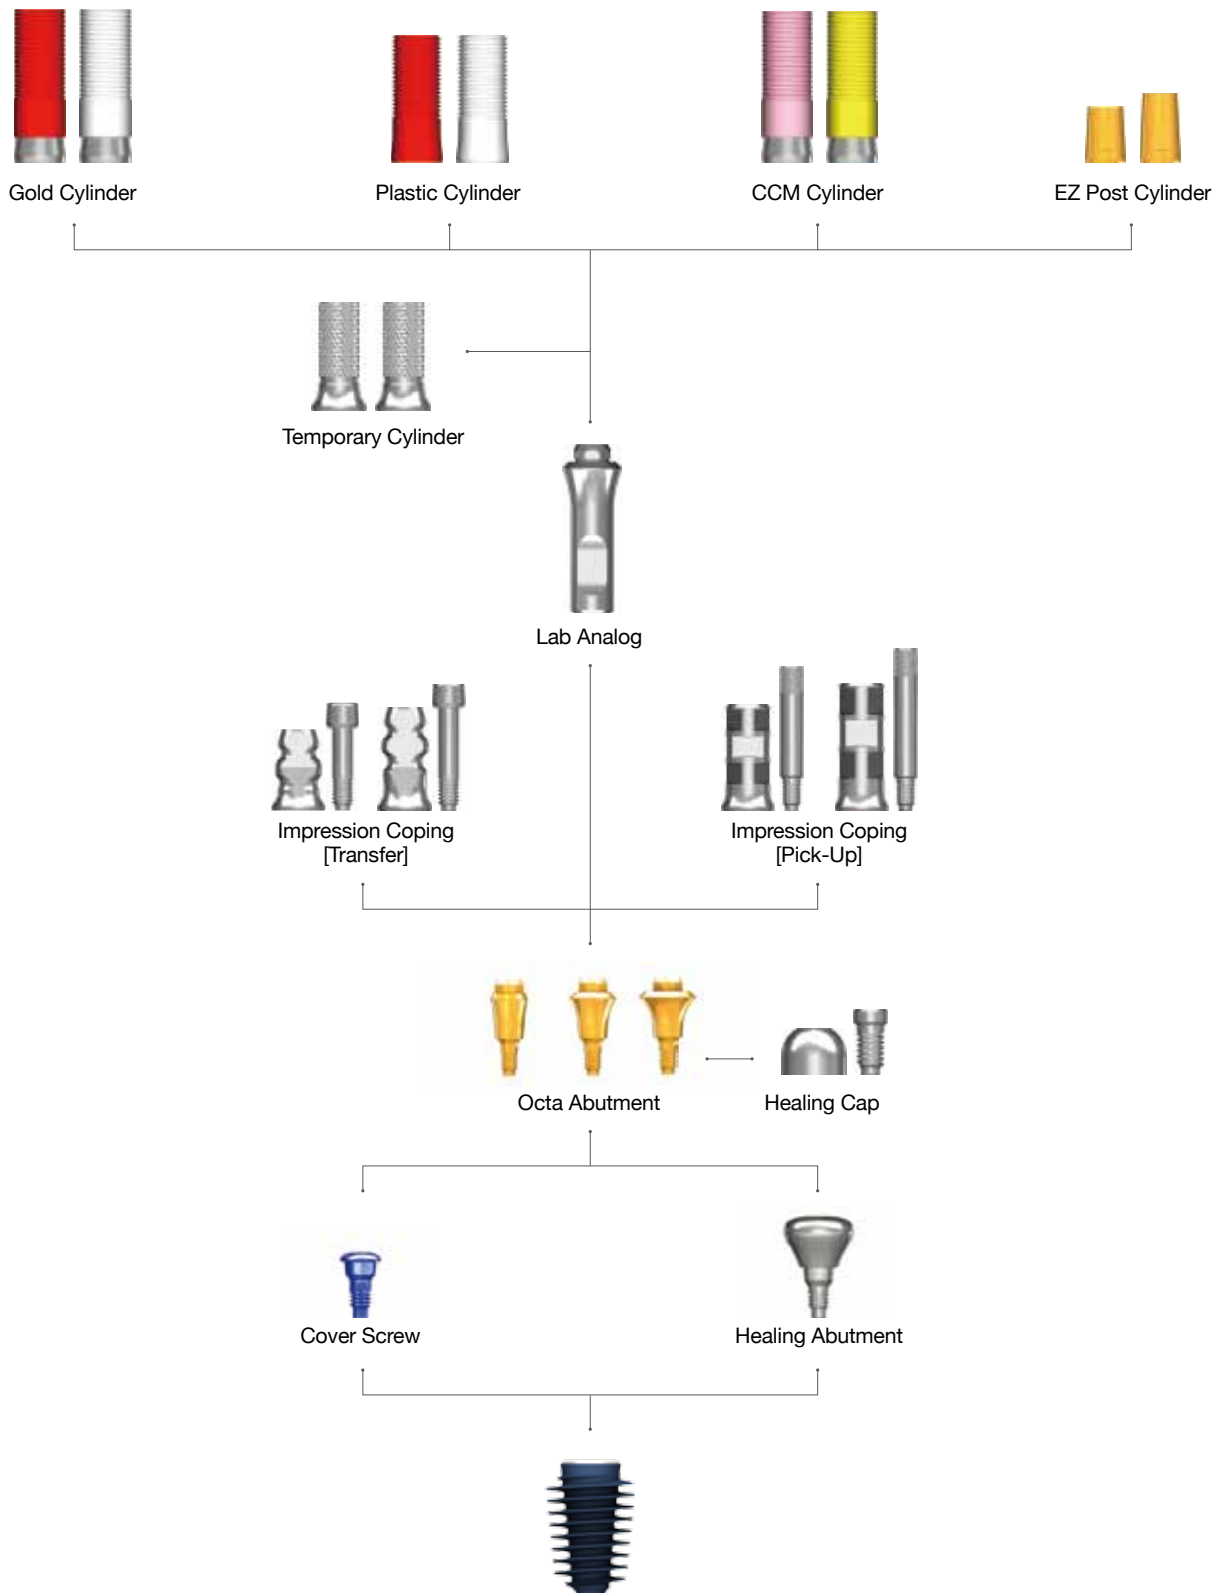 Gold Cylinder
Plastic Cylinder
CCM Cylinder
EZ Post Cylinder
Temporary Cylinder
Lab Analog
Impression Coping
[Transfer]
Impression Coping
[Pick-Up]
Octa Abutment
Healing Cap
Cover Screw
Healing Abutment